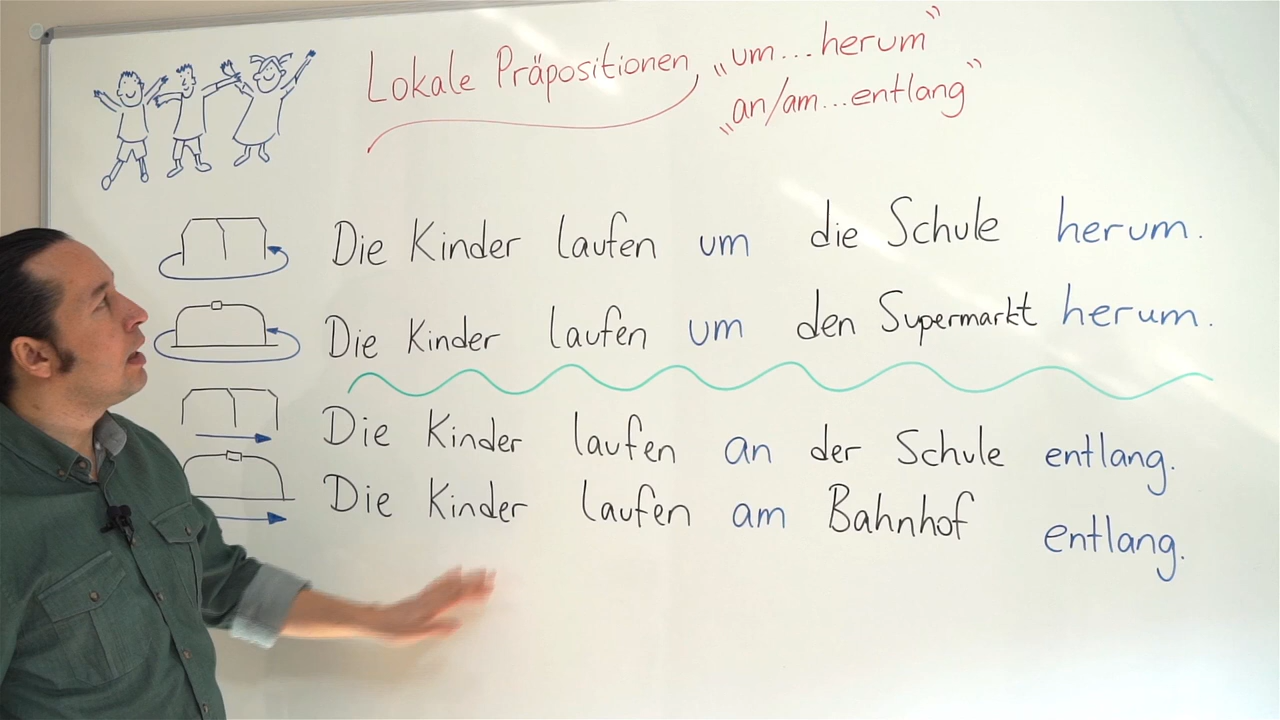 Lokale Präpositionen „um...herum”
„an/am...entlang”
Die Kinder laufen um die Schule herum.
Die Kinder laufen um den Supermarkt herum.
Die Kinder laufen an der Schule entlang.
Die Kinder laufen am Bahnhof entlang.